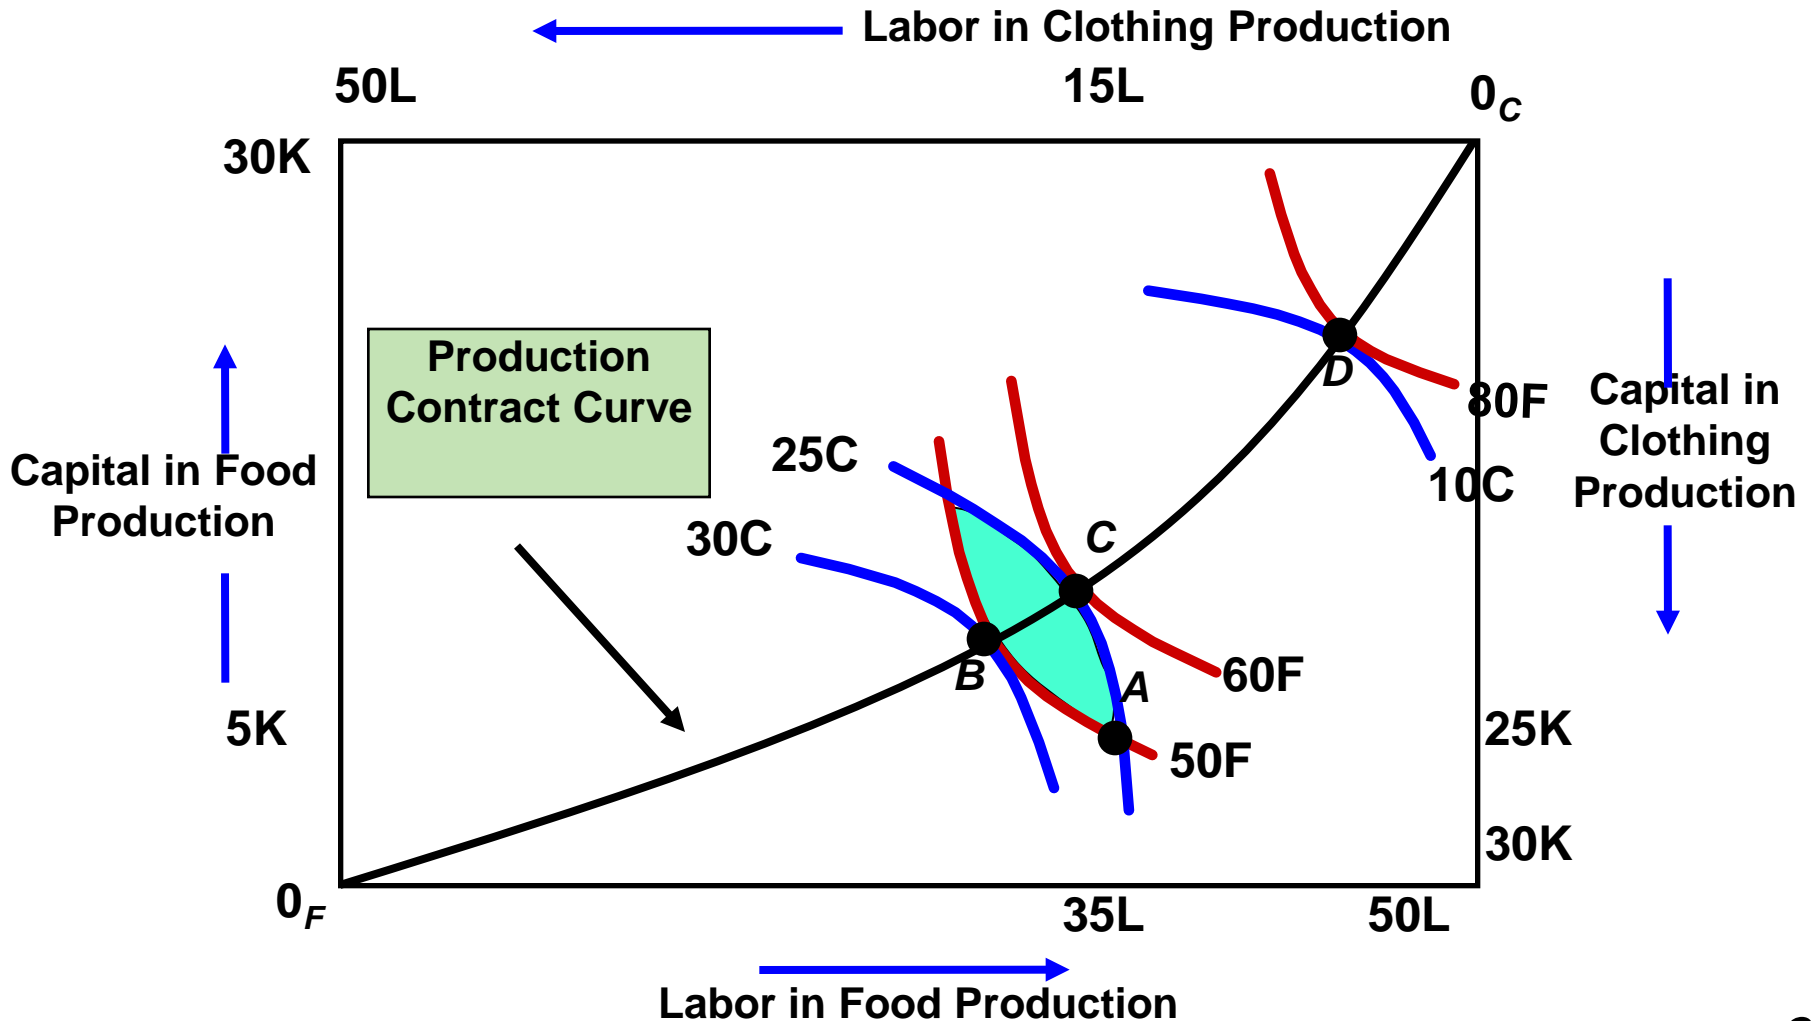 Labor in Clothing Production
50L
15L
0C
30K
Production
Contract Curve
D
80F
Capital in
Clothing
Production
25C
10C
Capital in Food
Production
30C
C
B
A
60F
5K
25K
50F
30K
0F
35L
50L
Labor in Food Production